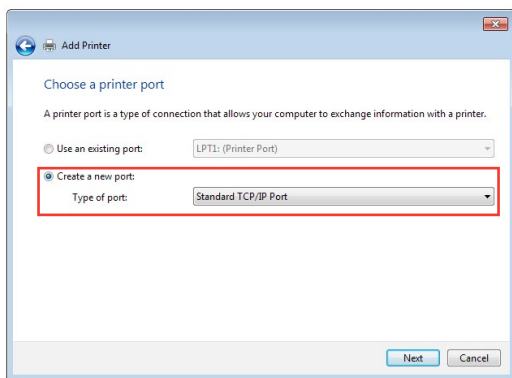 Add Printer
Choose a printer port
A printer port is a type of connection that allows your computer to exchange information with a printer.
Use an existing port: LPT1: (Printer Port)
Create a new port:
Type of port: Standard TCP/IP Port
Next Cancel